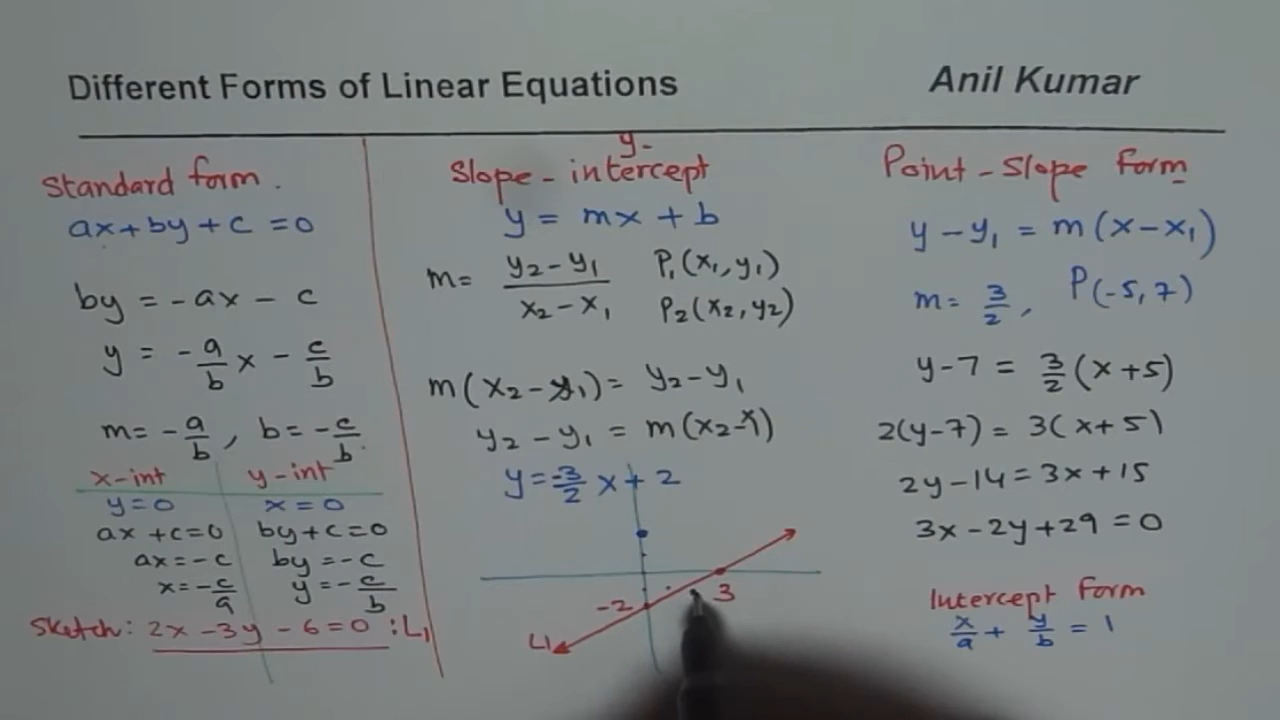 Different Forms of Linear Equations
Anil Kumar
Standard form.
ax+by+c=0
by = -ax - c
y = -a/b x - c/b
m = -a/b, b = -c/b.
x-int y-int
y=0 x=0
ax+c=0 by+c=0
ax=-c by=-c
x=-c/a y=-c/b
Sketch: 2x-3y-6=0 :L₁
y-
Slope-intercept
y = mx + b
m = y₂-y₁/x₂-x₁ P₁(x₁,y₁)
P₂(x₂,y₂)
m(x₂-x₁) = y₂-y₁
y₂-y₁ = m(x₂-x₁)
y = -3/2 x + 2
-2
3
L1
Point-Slope Form
y-y₁ = m(x-x₁)
m = 3/2, P(-5,7)
y-7 = 3/2 (x+5)
2(y-7) = 3(x+5)
2y-14 = 3x+15
3x-2y+29 = 0
Intercept Form
x/a + y/b = 1